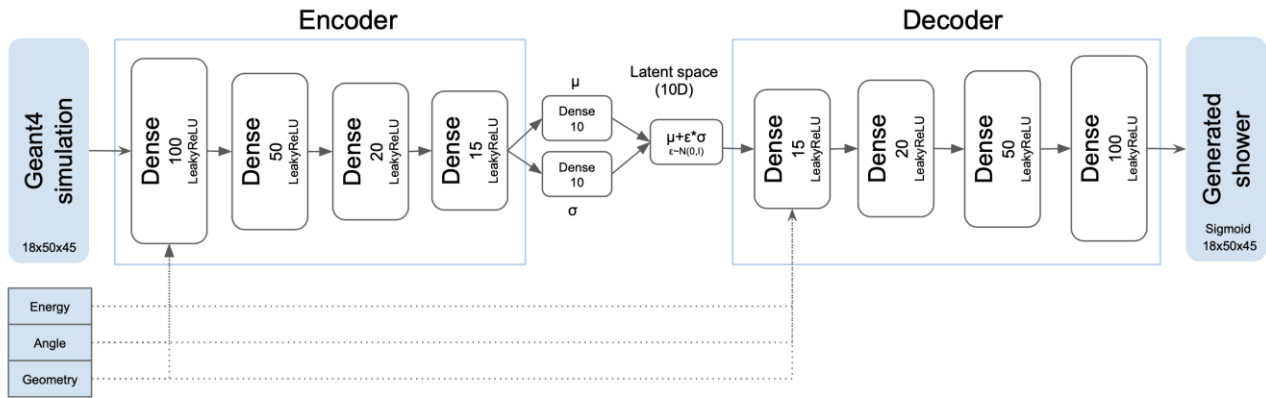 Encoder
Decoder
Geant4
simulation
18x50x45
Dense
100
LeakyReLU
Dense
50
LeakyReLU
Dense
20
LeakyReLU
Dense
15
LeakyReLU
μ
Dense
10
Dense
10
σ
Latent space
(10D)
μ+ε*σ
ε~N(0,I)
Dense
15
LeakyReLU
Dense
20
LeakyReLU
Dense
50
LeakyReLU
Dense
100
LeakyReLU
Generated
shower
Sigmoid
18x50x45
Energy
Angle
Geometry